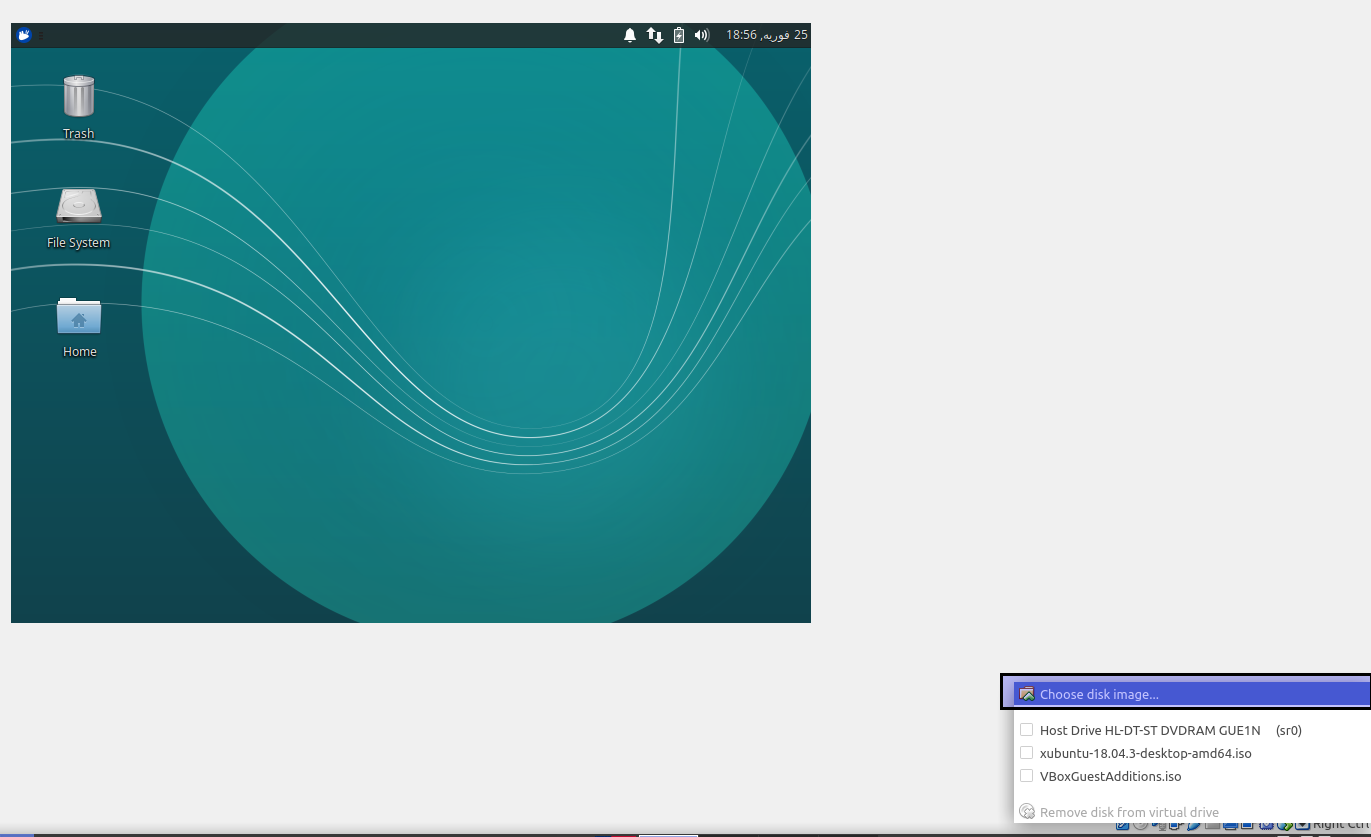 25 فوریه, 18:56
Trash
File System
Home
Choose disk image...
Host Drive HL-DT-ST DVDRAM GUE1N (sr0)
xubuntu-18.04.3-desktop-amd64.iso
VBoxGuestAdditions.iso
Remove disk from virtual drive
Right Ctrl